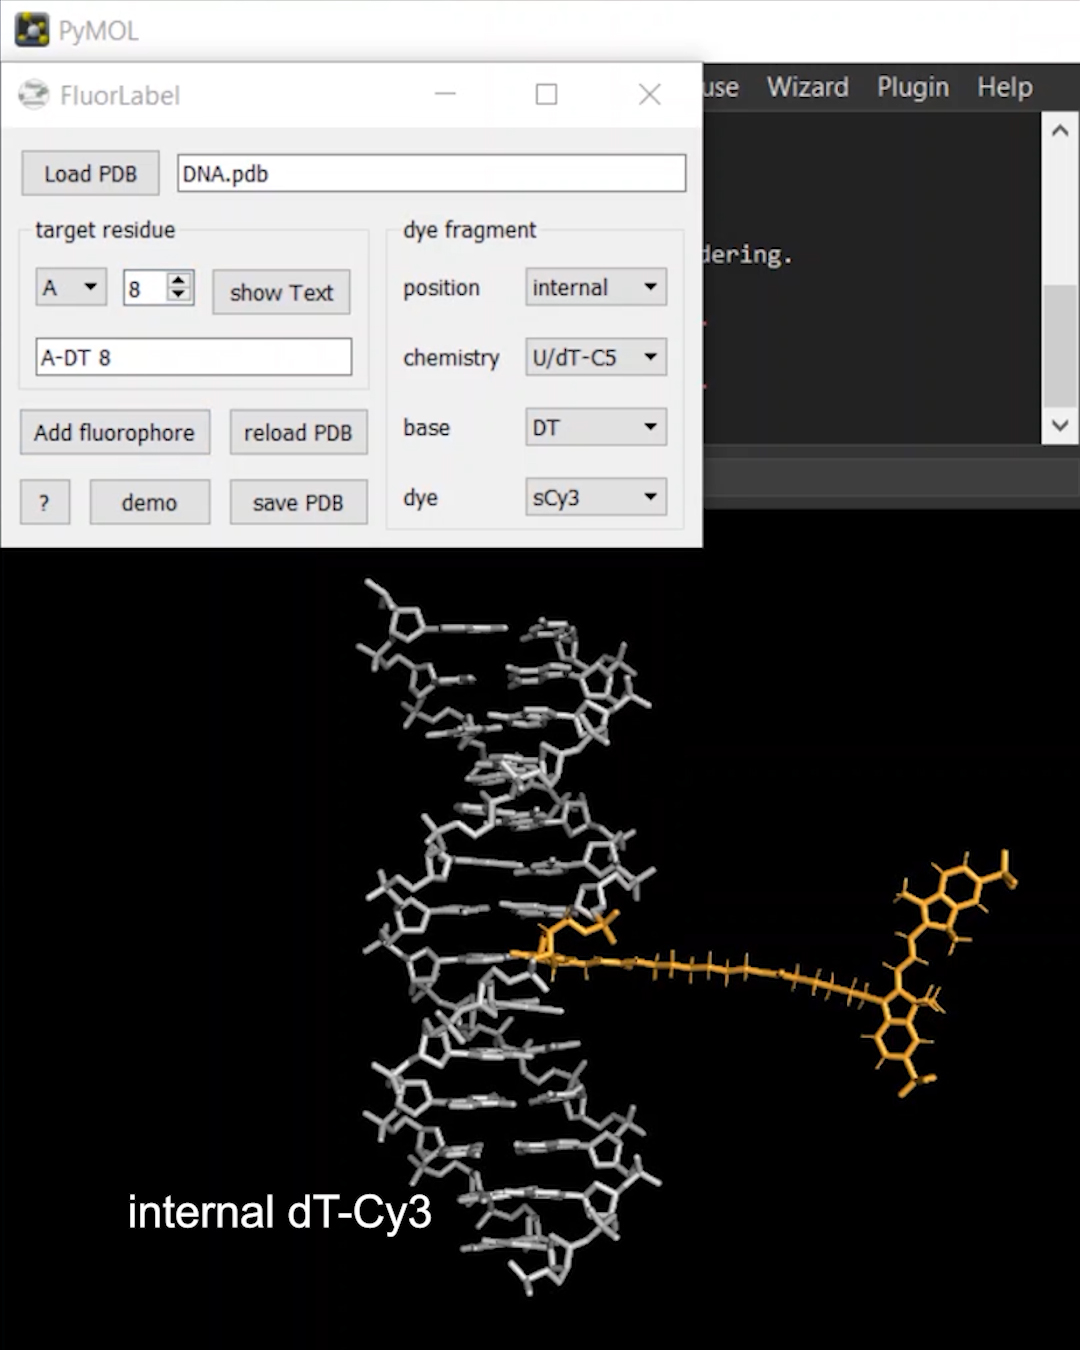 PyMOL
FluorLabel
use Wizard Plugin Help
Load PDB DNA.pdb
target residue
A 8 show Text
A-DT 8
Add fluorophore reload PDB
? demo save PDB
dye fragment
position internal
chemistry U/dT-C5
base DT
dye sCy3
dering.
internal dT-Cy3